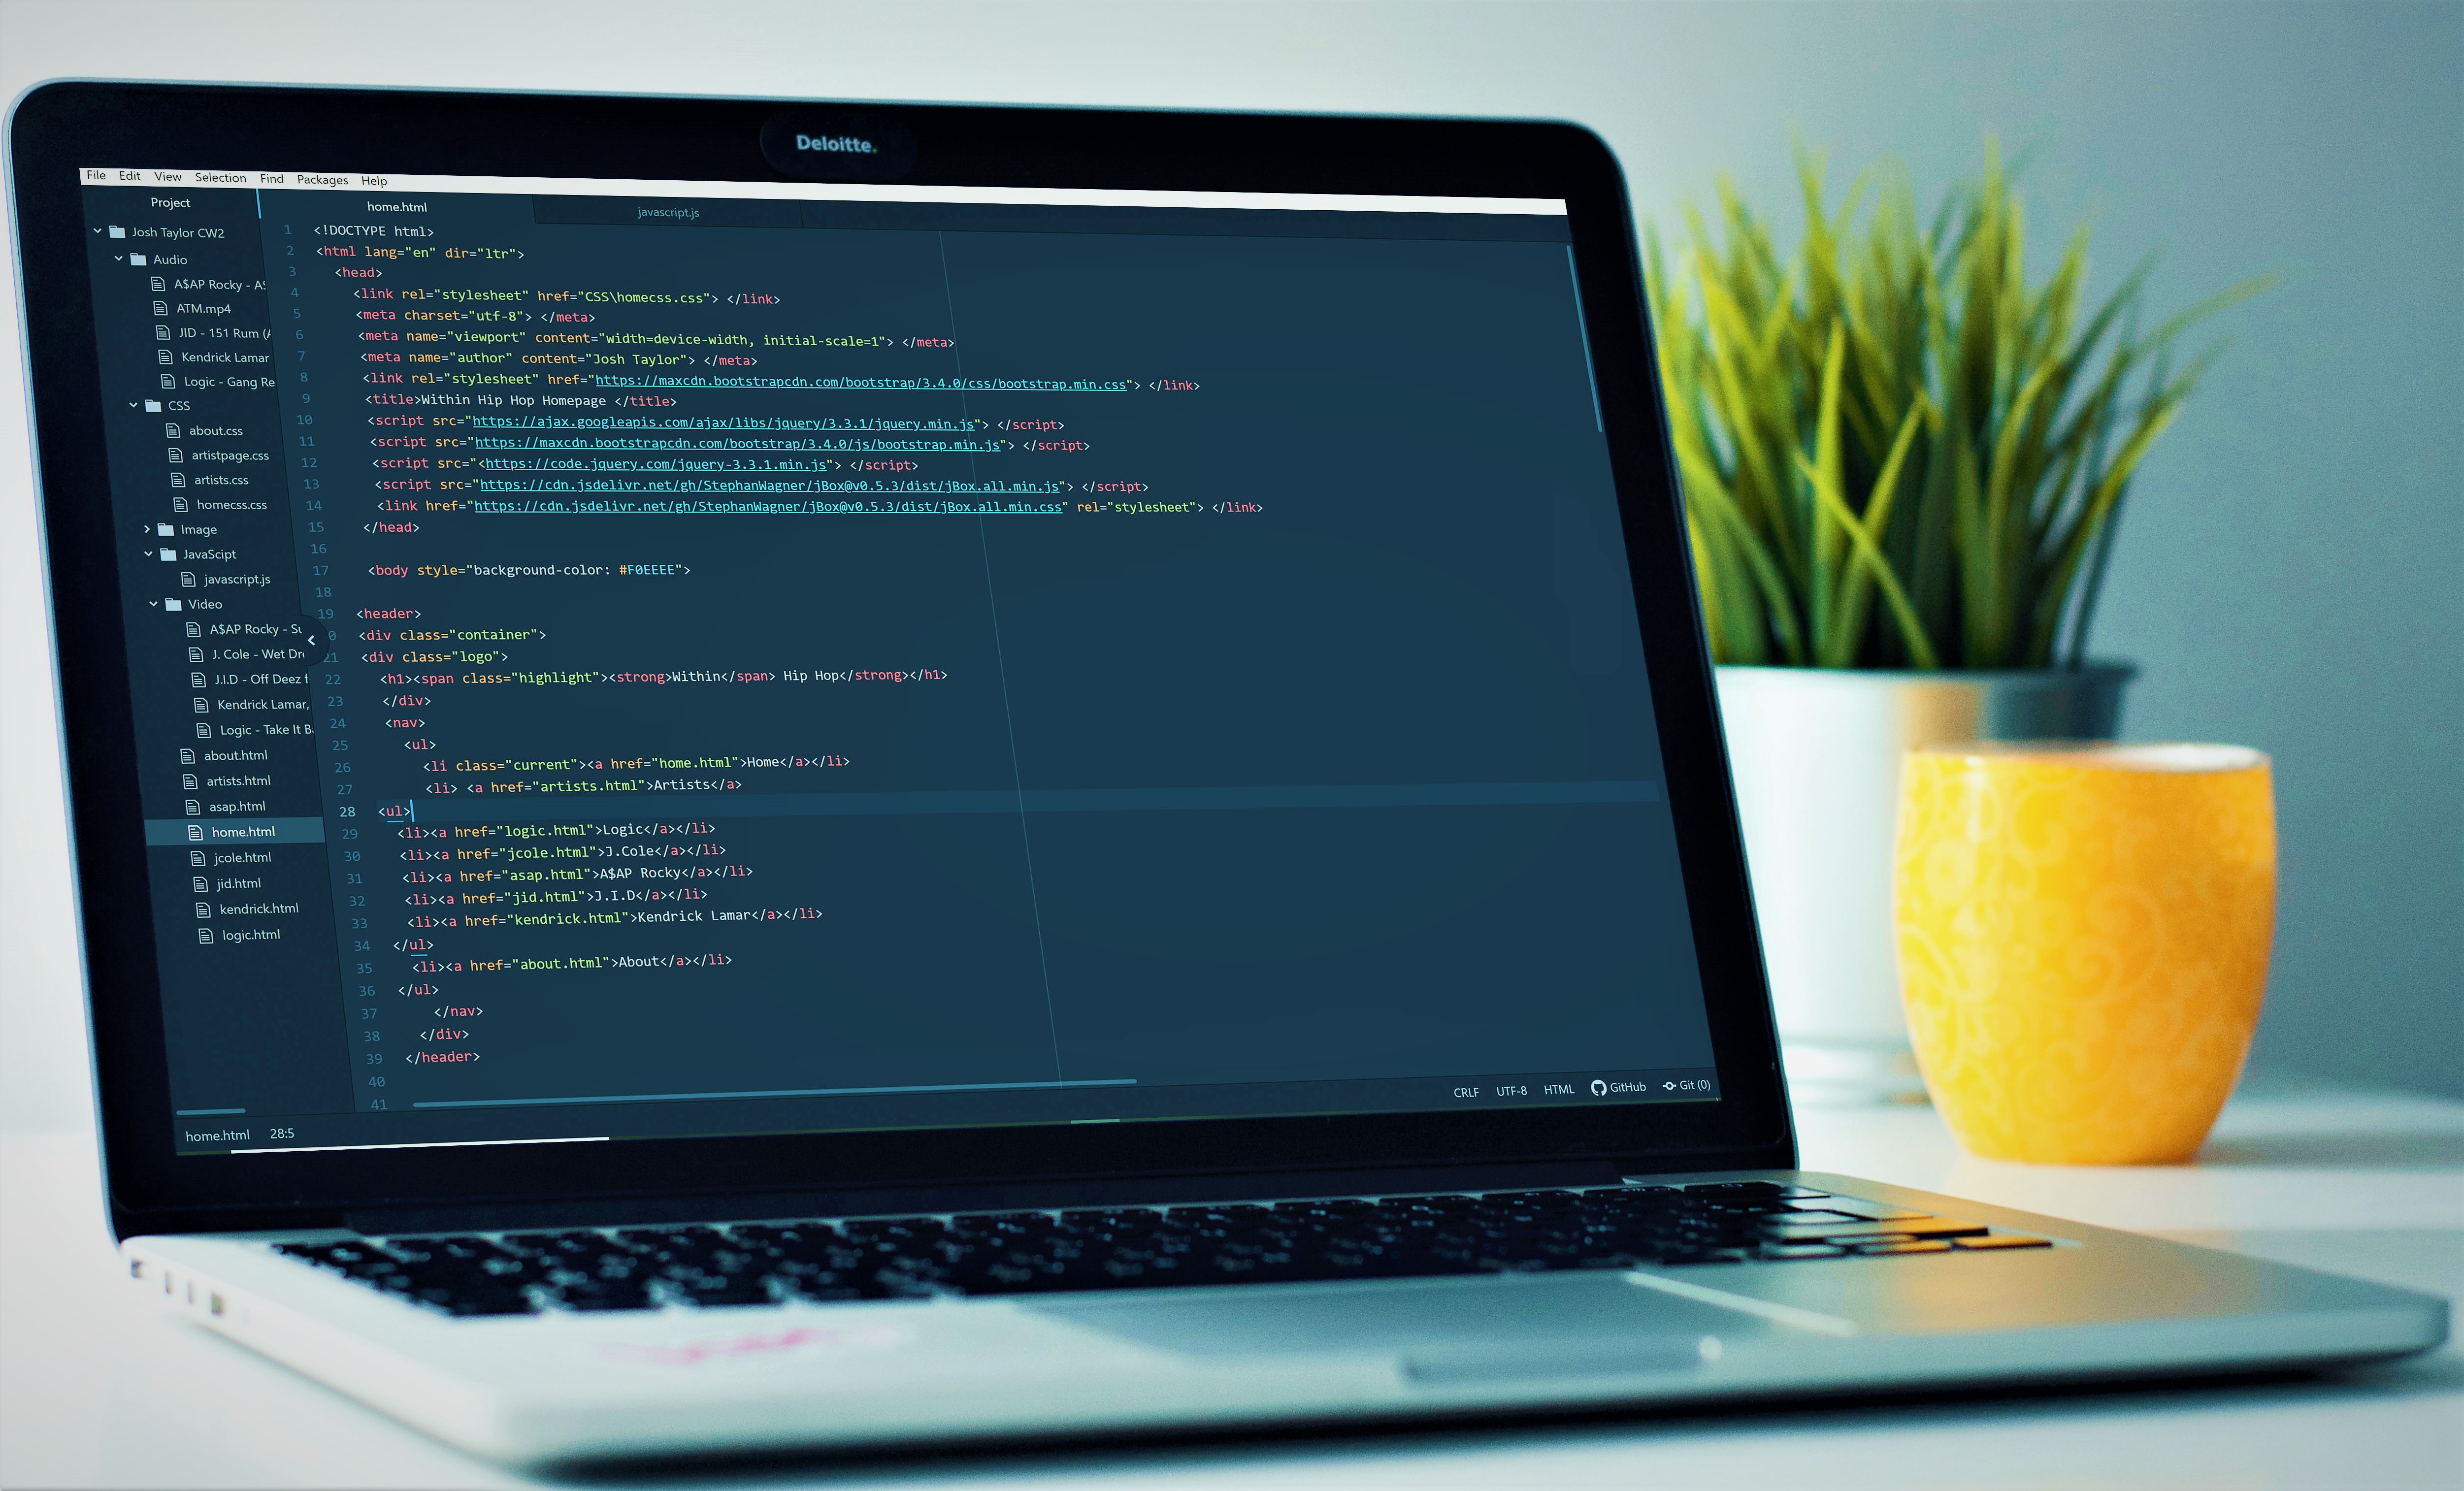 Deloitte.
File Edit View Selection Find Packages Help
Project
Josh Taylor CW2
Audio
A$AP Rocky - A$
ATM.mp4
JID - 151 Rum (
Kendrick Lamar
Logic - Gang Re
CSS
about.css
artistpage.css
artists.css
homecss.css
Image
JavaScipt
javascript.js
Video
A$AP Rocky - Su
J. Cole - Wet Dr
J.I.D - Off Deez f
Kendrick Lamar,
Logic - Take It B
about.html
artists.html
asap.html
home.html
jcole.html
jid.html
kendrick.html
logic.html
home.html javascript.js
1 <!DOCTYPE html>
2 <html lang="en" dir="ltr">
3 <head>
4 <link rel="stylesheet" href="CSS\homecss.css"> </link>
5 <meta charset="utf-8"> </meta>
6 <meta name="viewport" content="width=device-width, initial-scale=1"> </meta>
7 <meta name="author" content="Josh Taylor"> </meta>
8 <link rel="stylesheet" href="https://maxcdn.bootstrapcdn.com/bootstrap/3.4.0/css/bootstrap.min.css"> </link>
9 <title>Within Hip Hop Homepage </title>
10 <script src="https://ajax.googleapis.com/ajax/libs/jquery/3.3.1/jquery.min.js"> </script>
11 <script src="https://maxcdn.bootstrapcdn.com/bootstrap/3.4.0/js/bootstrap.min.js"> </script>
12 <script src="<https://code.jquery.com/jquery-3.3.1.min.js"> </script>
13 <script src="https://cdn.jsdelivr.net/gh/StephanWagner/jBox@v0.5.3/dist/jBox.all.min.js"> </script>
14 <link href="https://cdn.jsdelivr.net/gh/StephanWagner/jBox@v0.5.3/dist/jBox.all.min.css" rel="stylesheet"> </link>
15 </head>
16
17 <body style="background-color: #F0EEEE">
18
19 <header>
0 <div class="container">
21 <div class="logo">
22 <h1><span class="highlight"><strong>Within</span> Hip Hop</strong></h1>
23 </div>
24 <nav>
25 <ul>
26 <li class="current"><a href="home.html">Home</a></li>
27 <li> <a href="artists.html">Artists</a>
28 <ul>
29 <li><a href="logic.html">Logic</a></li>
30 <li><a href="jcole.html">J.Cole</a></li>
31 <li><a href="asap.html">A$AP Rocky</a></li>
32 <li><a href="jid.html">J.I.D</a></li>
33 <li><a href="kendrick.html">Kendrick Lamar</a></li>
34 </ul>
35 <li><a href="about.html">About</a></li>
36 </ul>
37 </nav>
38 </div>
39 </header>
40
41
home.html 28:5 CRLF UTF-8 HTML GitHub Git (0)